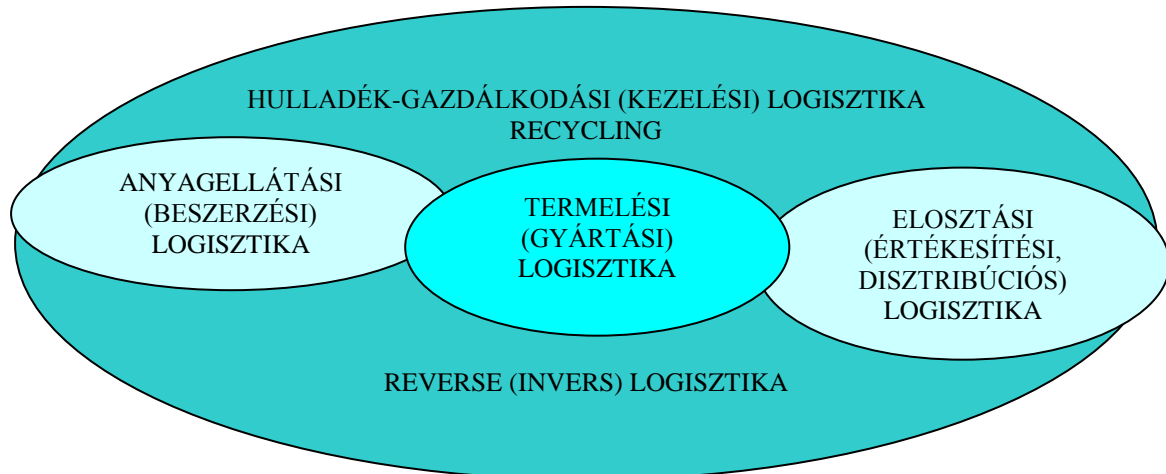 HULLADÉK-GAZDÁLKODÁSI (KEZELÉSI) LOGISZTIKA
RECYCLING
ANYAGELLÁTÁSI
(BESZERZÉSI)
LOGISZTIKA
TERMELÉSI
(GYÁRTÁSI)
LOGISZTIKA
ELOSZTÁSI
(ÉRTÉKESÍTÉSI,
DISZTRIBÚCIÓS)
LOGISZTIKA
REVERSE (INVERS) LOGISZTIKA